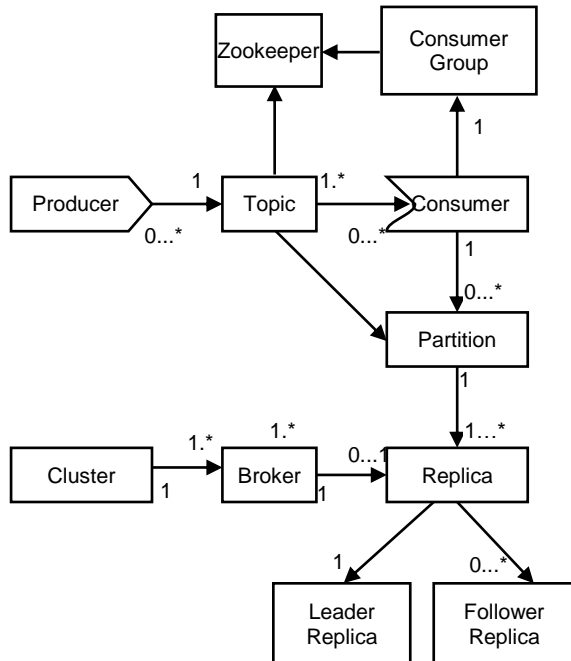 Zookeeper
Consumer
Group
1
Producer
1
0...*
Topic
1.*
0...*
Consumer
1
0...*
Partition
1
1...*
Cluster
1.*
1
Broker
1.*
1
0...1
Replica
1
0...*
Leader
Replica
Follower
Replica